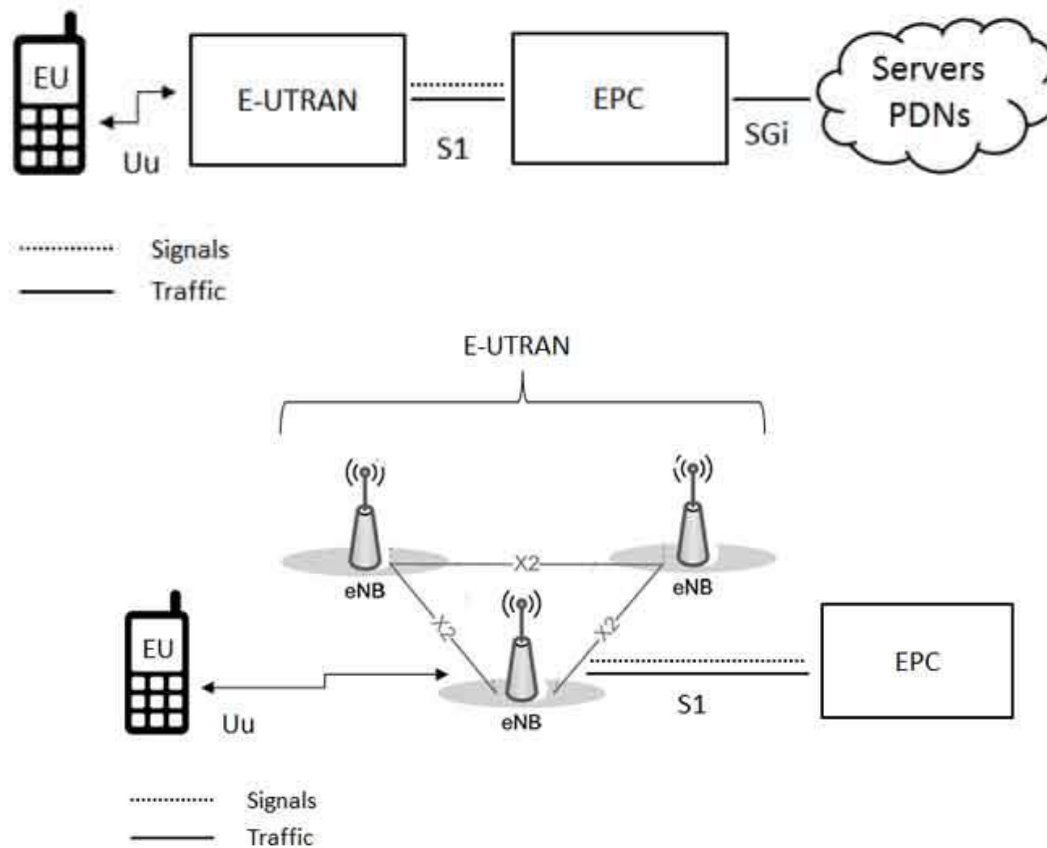 EU
E-UTRAN
EPC
Servers
PDNs
Uu
S1
SGi
Signals
Traffic
E-UTRAN
eNB
X2
eNB
X2
X2
EU
eNB
EPC
Uu
S1
Signals
Traffic